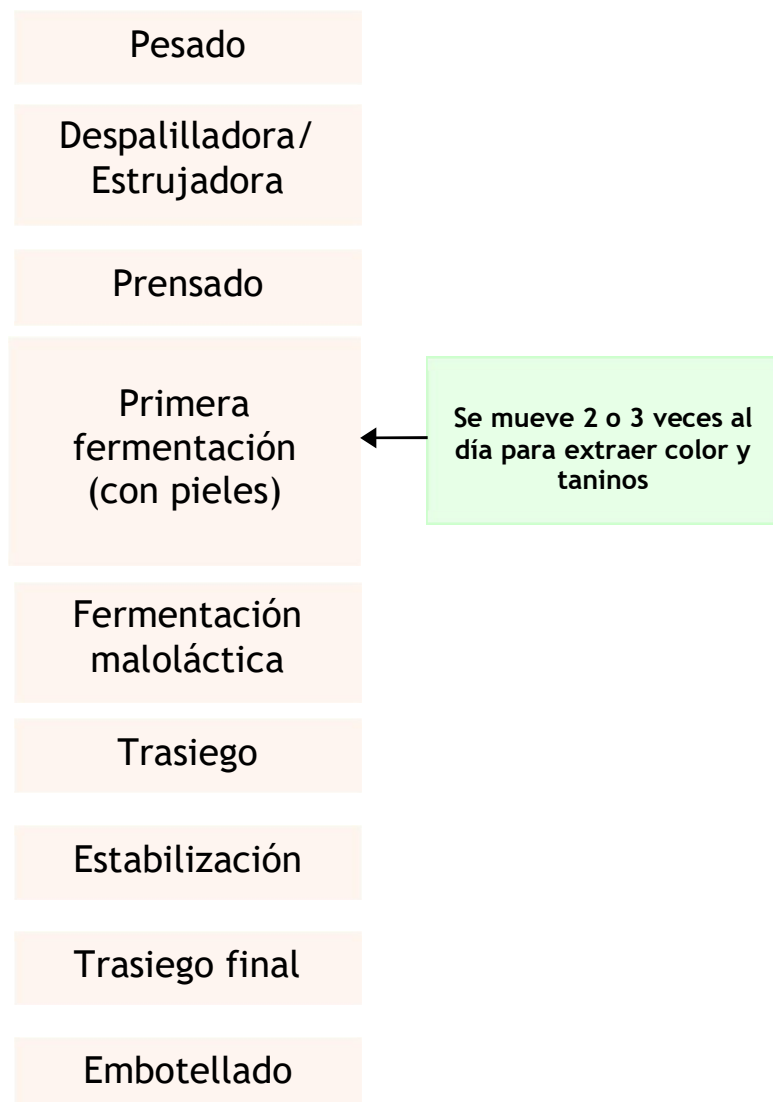 Pesado
Despalilladora/
Estrujadora
Prensado
Primera
fermentación
(con pieles)
Se mueve 2 o 3 veces al
día para extraer color y
taninos
Fermentación
maloláctica
Trasiego
Estabilización
Trasiego final
Embotellado